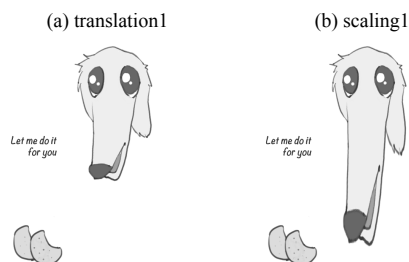 (a) translation1
(b) scaling1
Let me do it
for you
Let me do it
for you